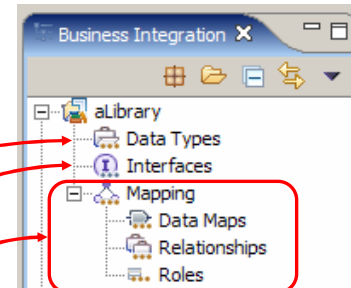 Business Integration
aLibrary
Data Types
Interfaces
Mapping
Data Maps
Relationships
Roles